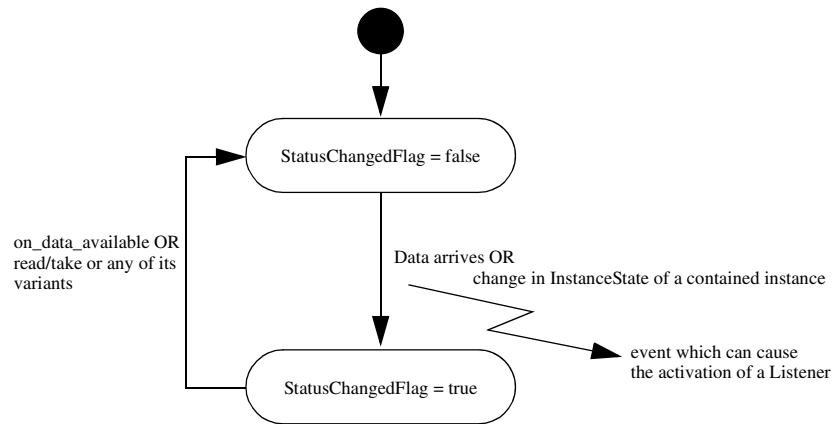 StatusChangedFlag = false
on_data_available OR
read/take or any of its
variants
Data arrives OR
change in InstanceState of a contained instance
event which can cause
the activation of a Listener
StatusChangedFlag = true